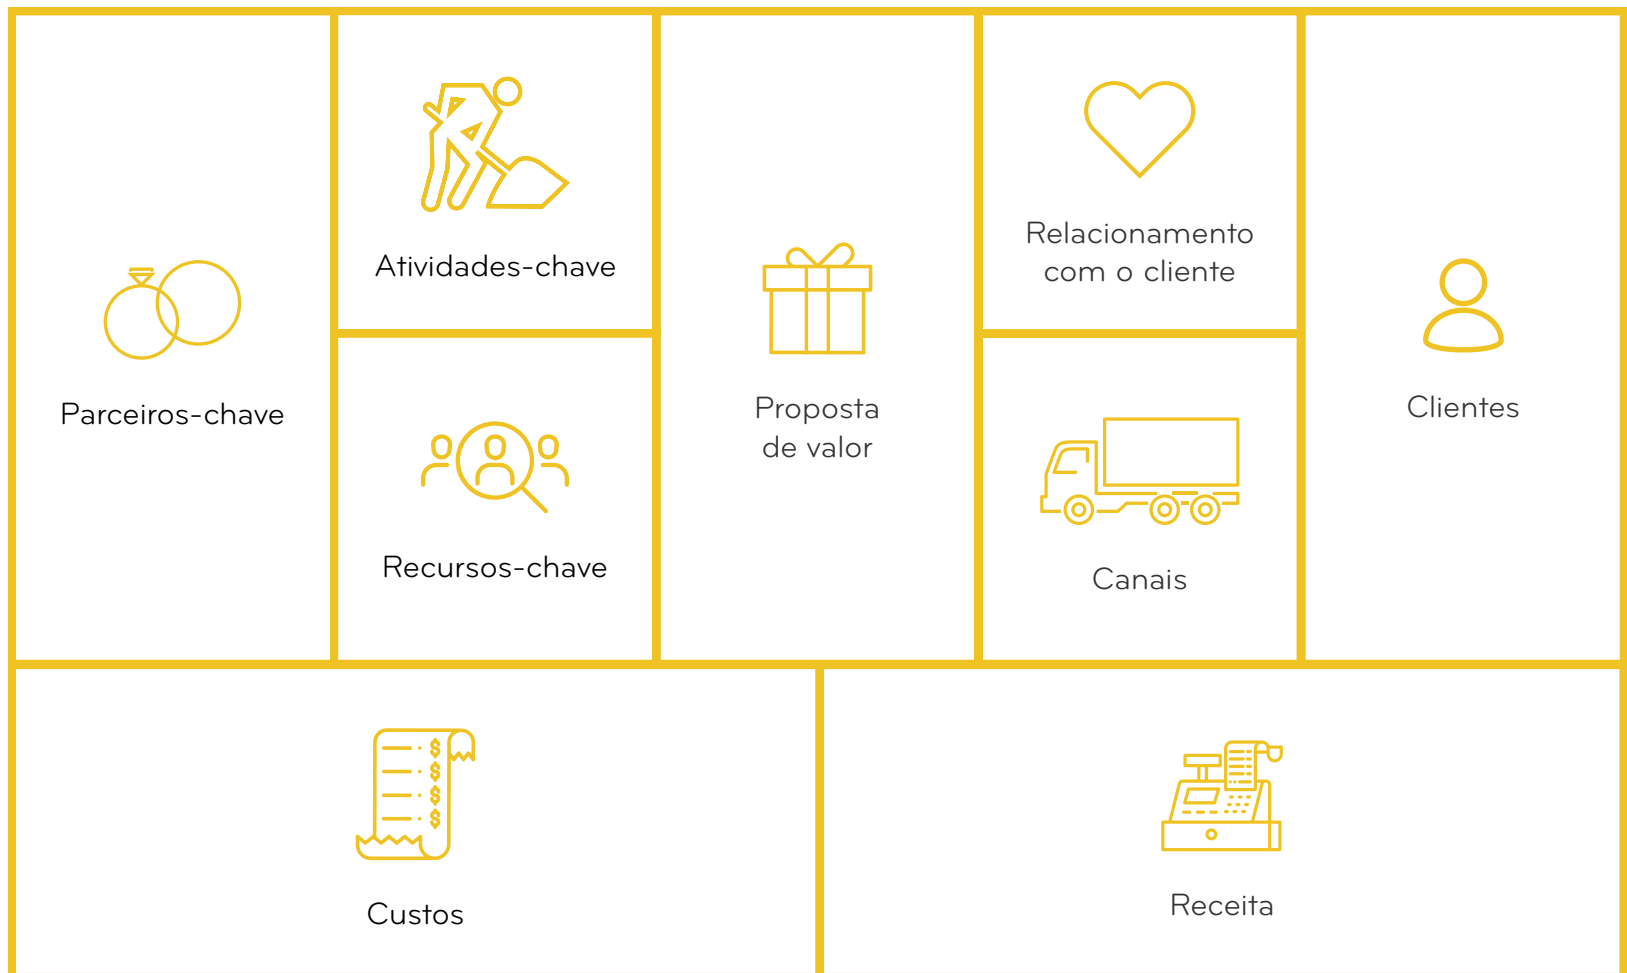 Parceiros-chave
Atividades-chave
Recursos-chave
Proposta
de valor
Relacionamento
com o cliente
Canais
Clientes
$
$
$
$
Custos
Receita